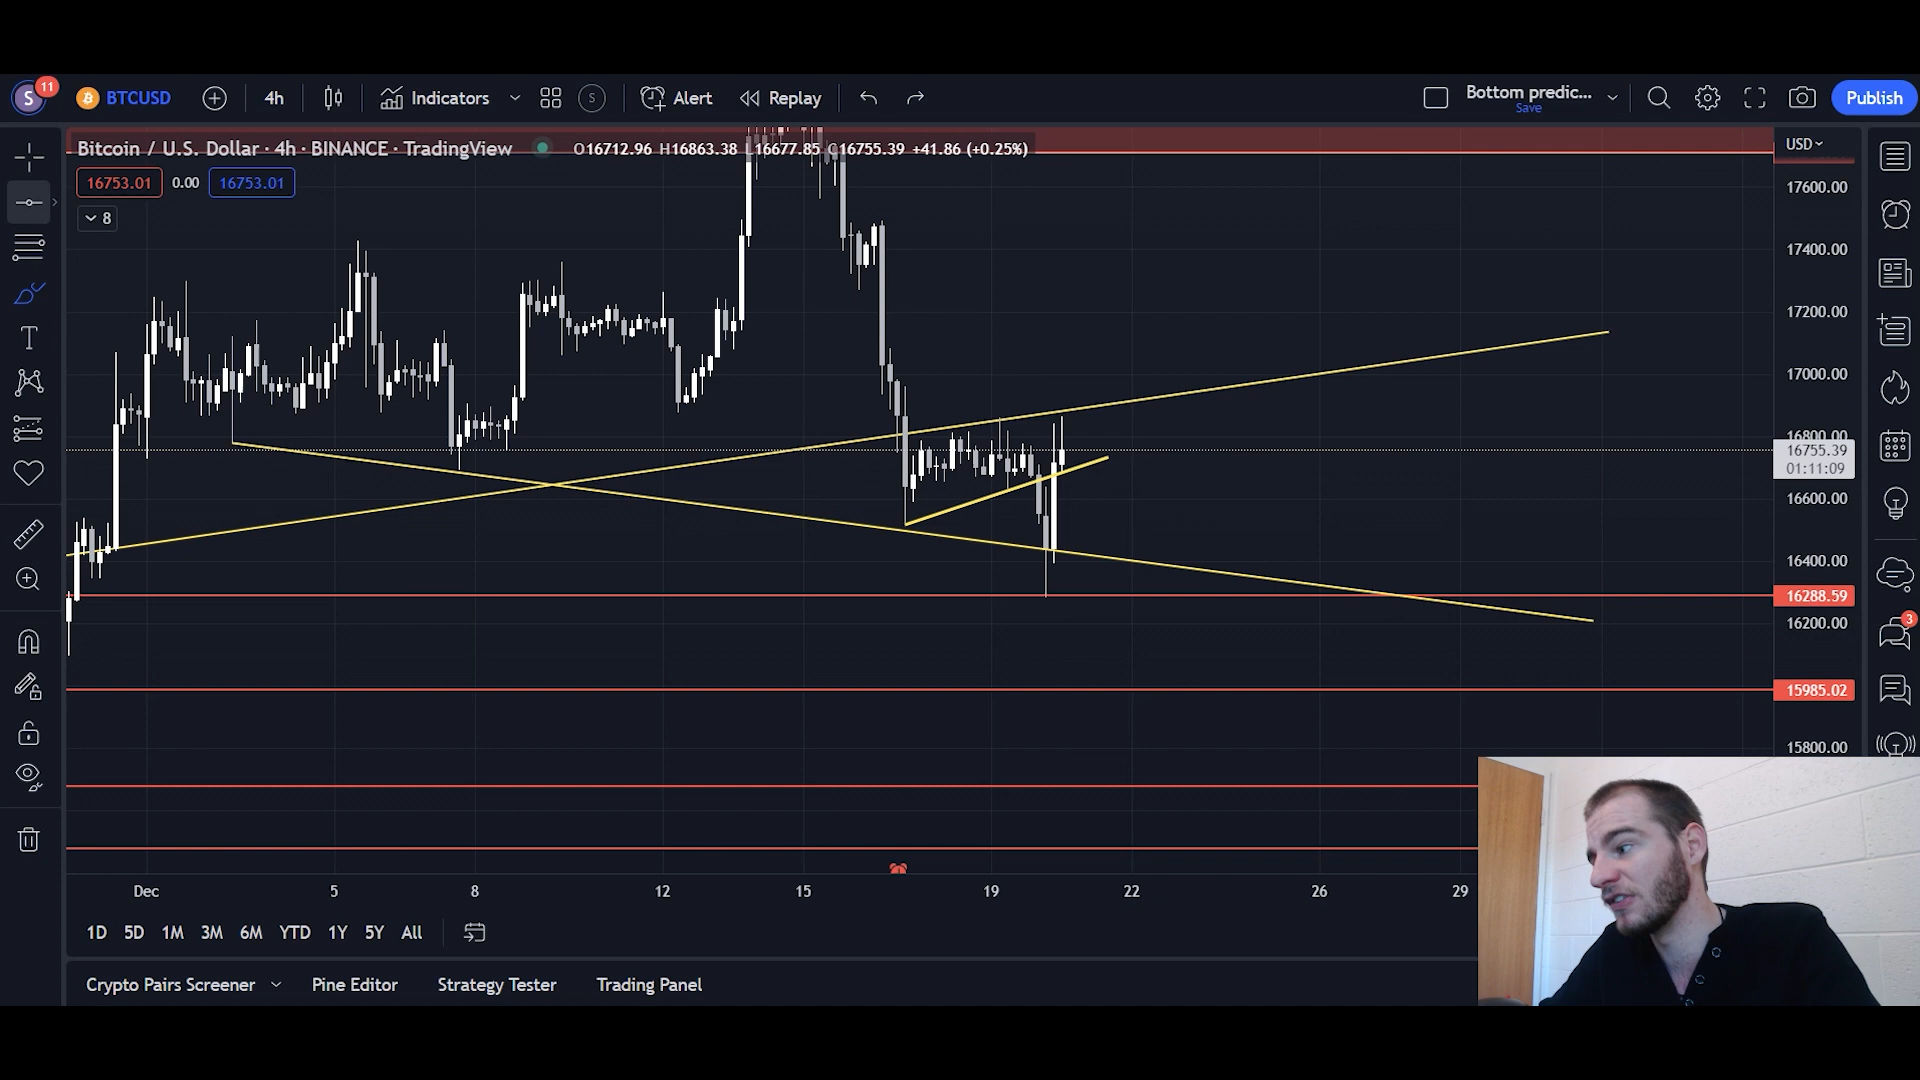 S 11 BTCUSD 4h Indicators S Alert Replay Bottom predic... Save Publish
Bitcoin / U.S. Dollar · 4h · BINANCE · TradingView O16712.96 H16863.38 L16677.85 C16755.39 +41.86 (+0.25%) USD
16753.01 0.00 16753.01
17600.00
8
17400.00
17200.00
17000.00
16800.00
16755.39
01:11:09
16600.00
16400.00
16288.59
16200.00
3
15985.02
15800.00
Dec 5 8 12 15 19 22 26 29
1D 5D 1M 3M 6M YTD 1Y 5Y All
Crypto Pairs Screener Pine Editor Strategy Tester Trading Panel